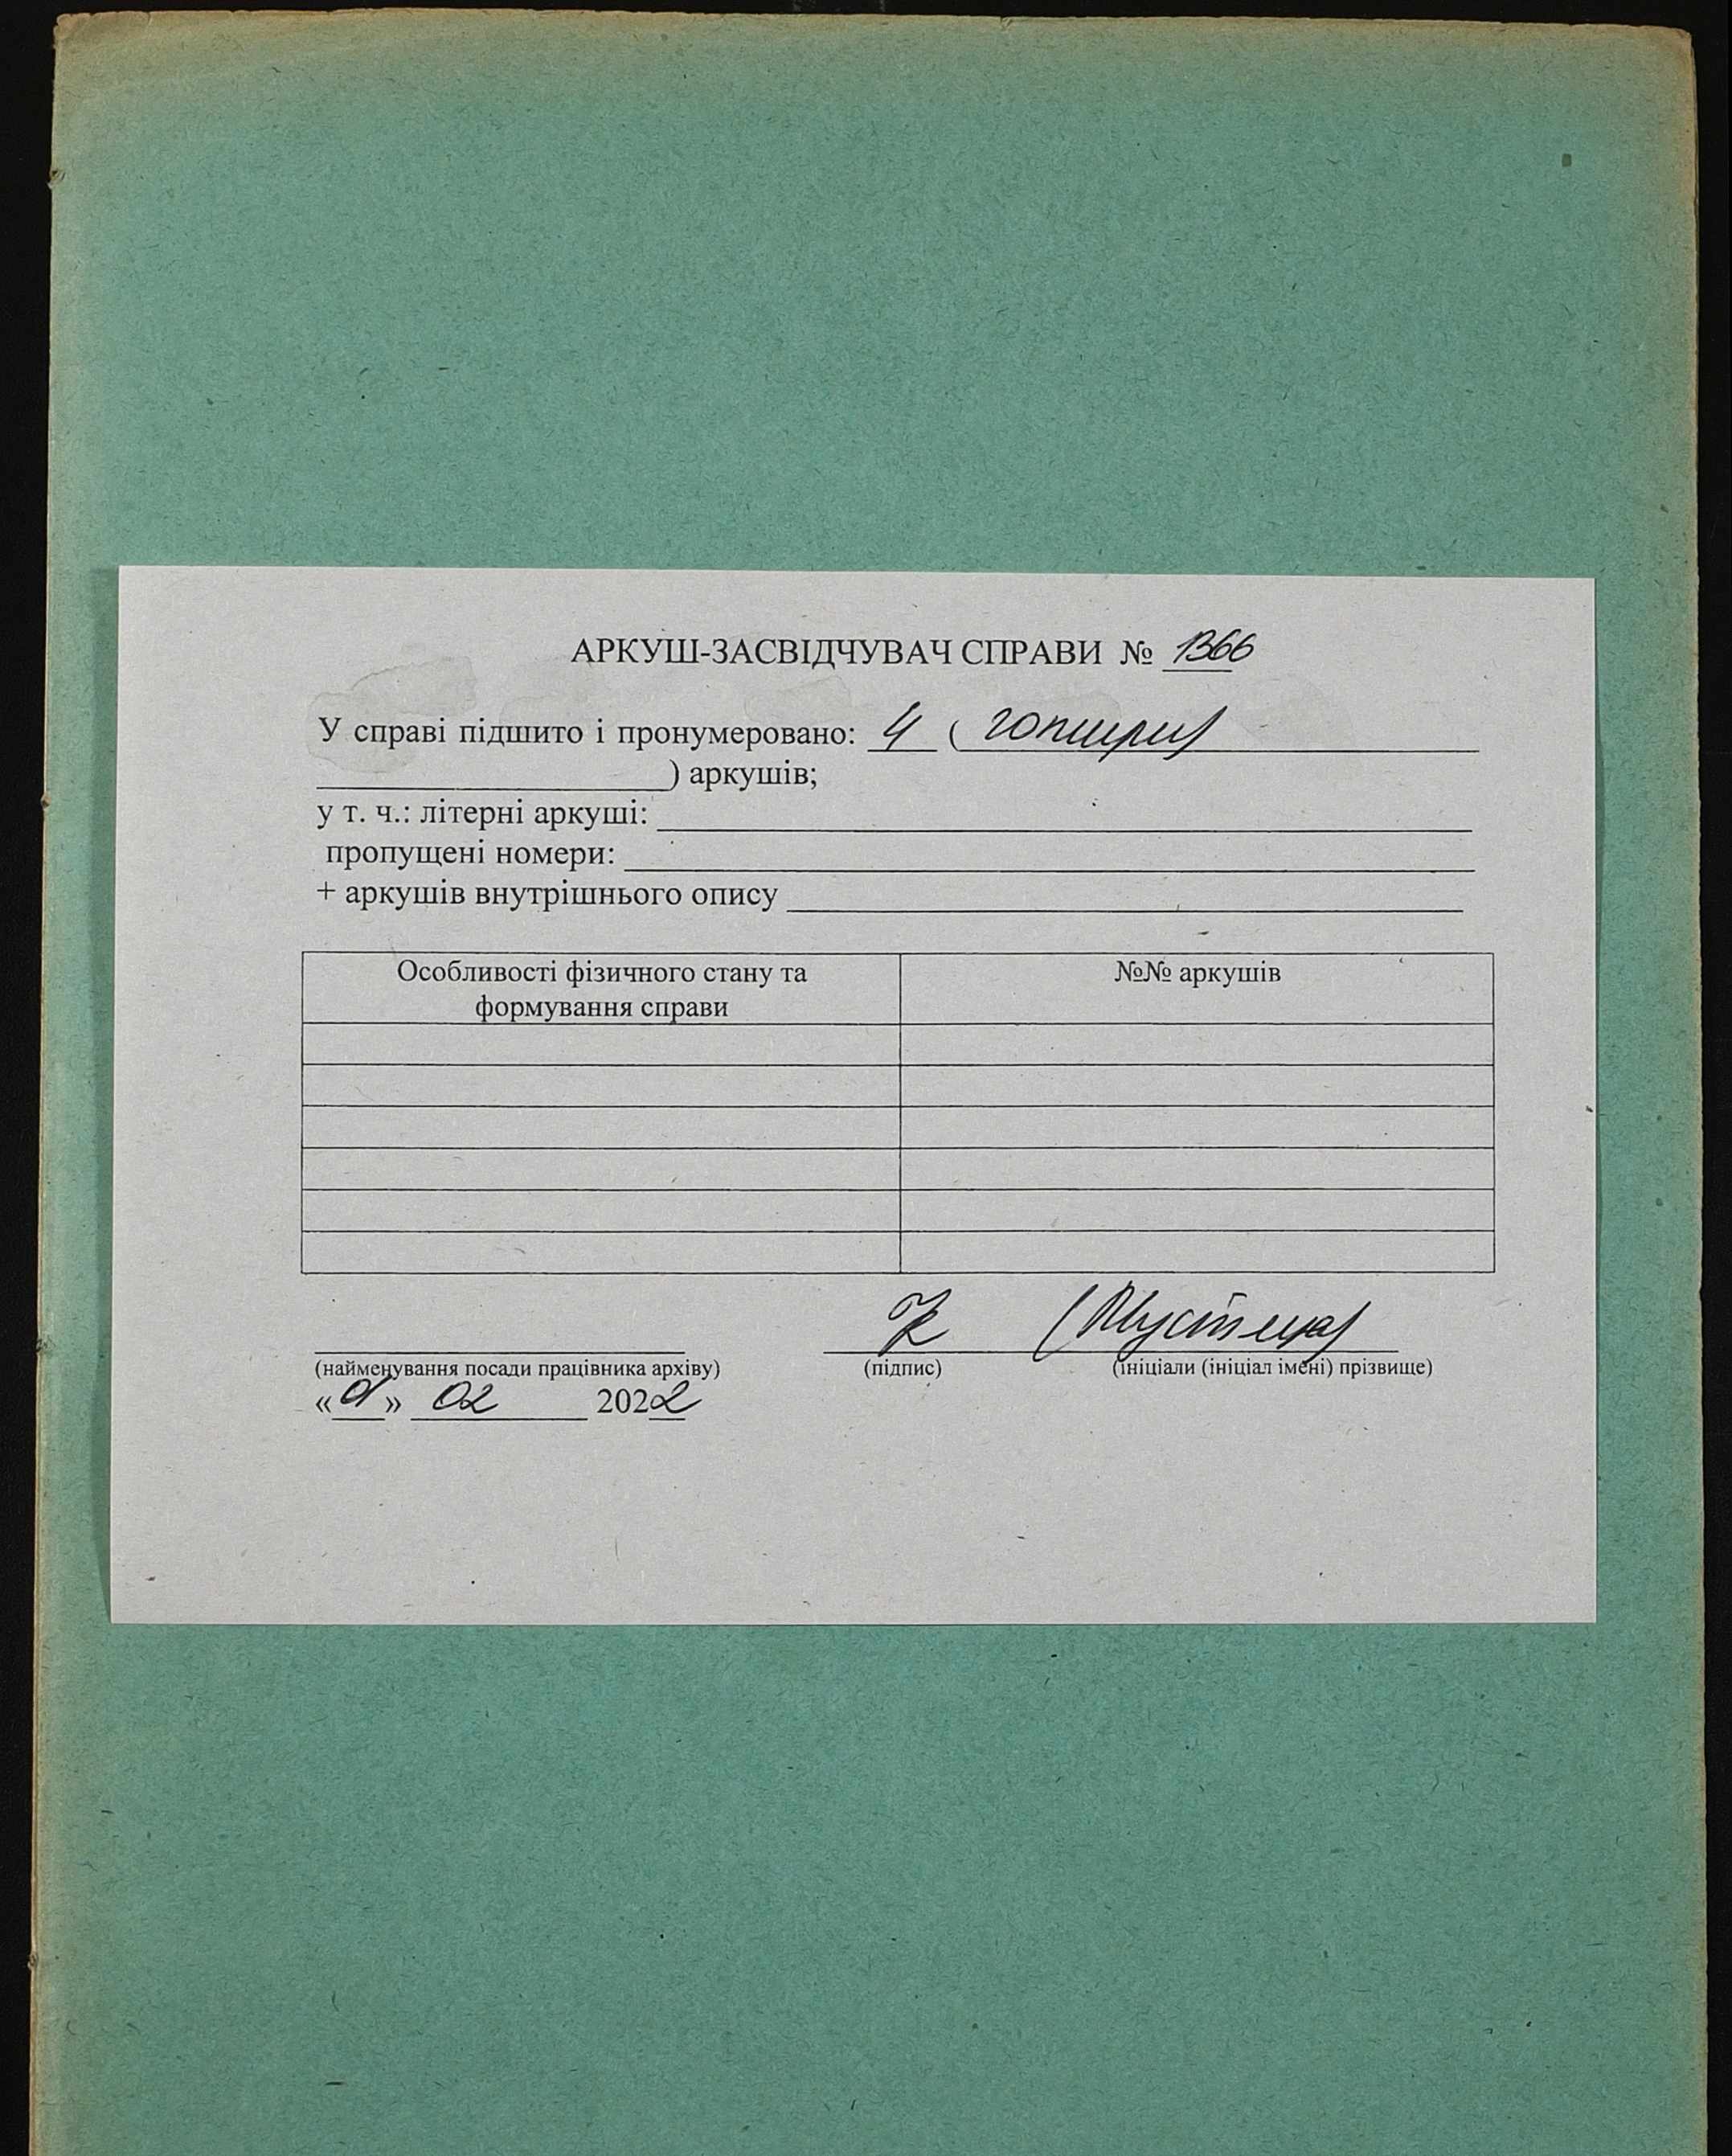 АРКУШ-ЗАСВІДЧУВАЧ СПРАВИ № 1366
У справі підшито і пронумеровано: 4 ( чотири)
) аркушів;
у т. ч.: літерні аркуші:
пропущені номери:
+ аркушів внутрішнього опису
Особливості фізичного стану та
формування справи
№№ аркушів
(найменування посади працівника архіву)
(підпис)
(ініціали (ініціал імені) прізвище)
« » 02 2022